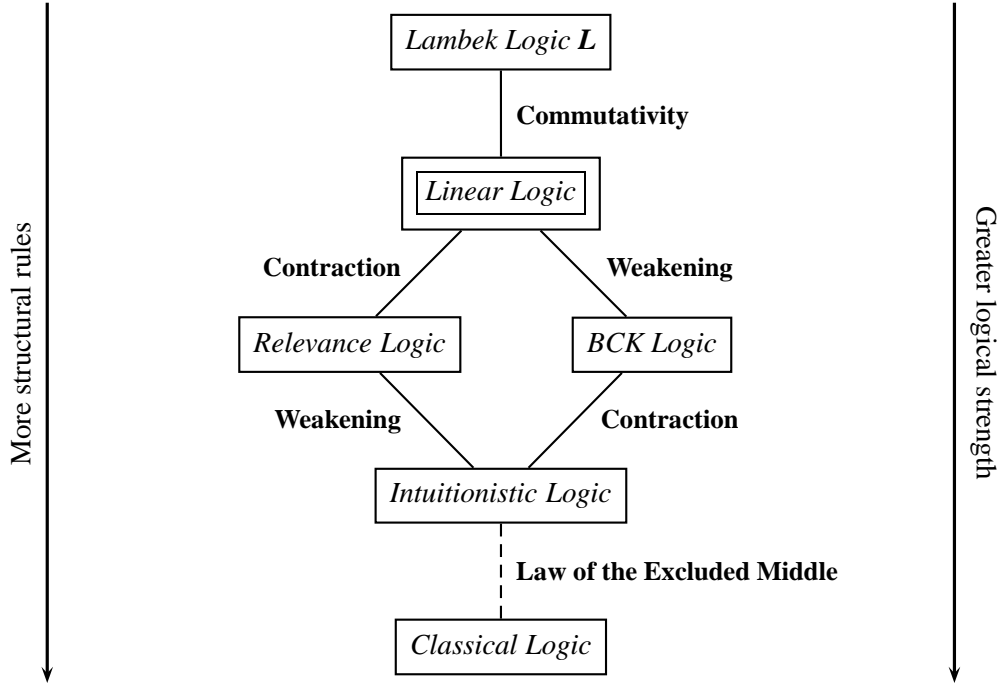 Lambek Logic L
Commutativity
Linear Logic
Contraction
Weakening
Relevance Logic
BCK Logic
Weakening
Contraction
Intuitionistic Logic
Law of the Excluded Middle
Classical Logic
More structural rules
Greater logical strength